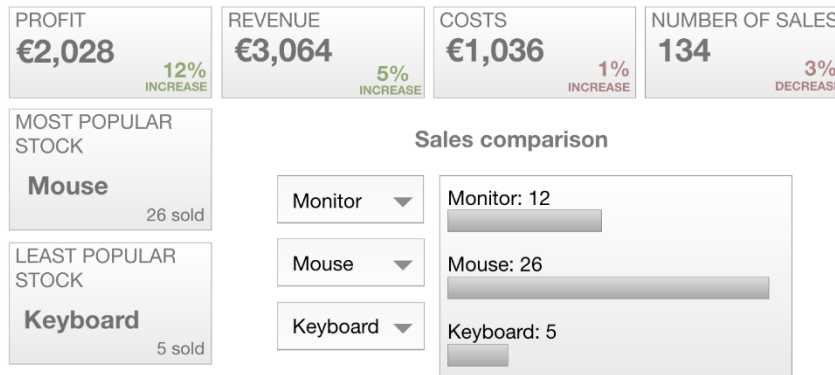 PROFIT
€2,028
12%
INCREASE
REVENUE
€3,064
5%
INCREASE
COSTS
€1,036
1%
INCREASE
NUMBER OF SALES
134
3%
DECREASE
MOST POPULAR
STOCK
Mouse
26 sold
LEAST POPULAR
STOCK
Keyboard
5 sold
Sales comparison
Monitor
Mouse
Keyboard
Monitor: 12
Mouse: 26
Keyboard: 5